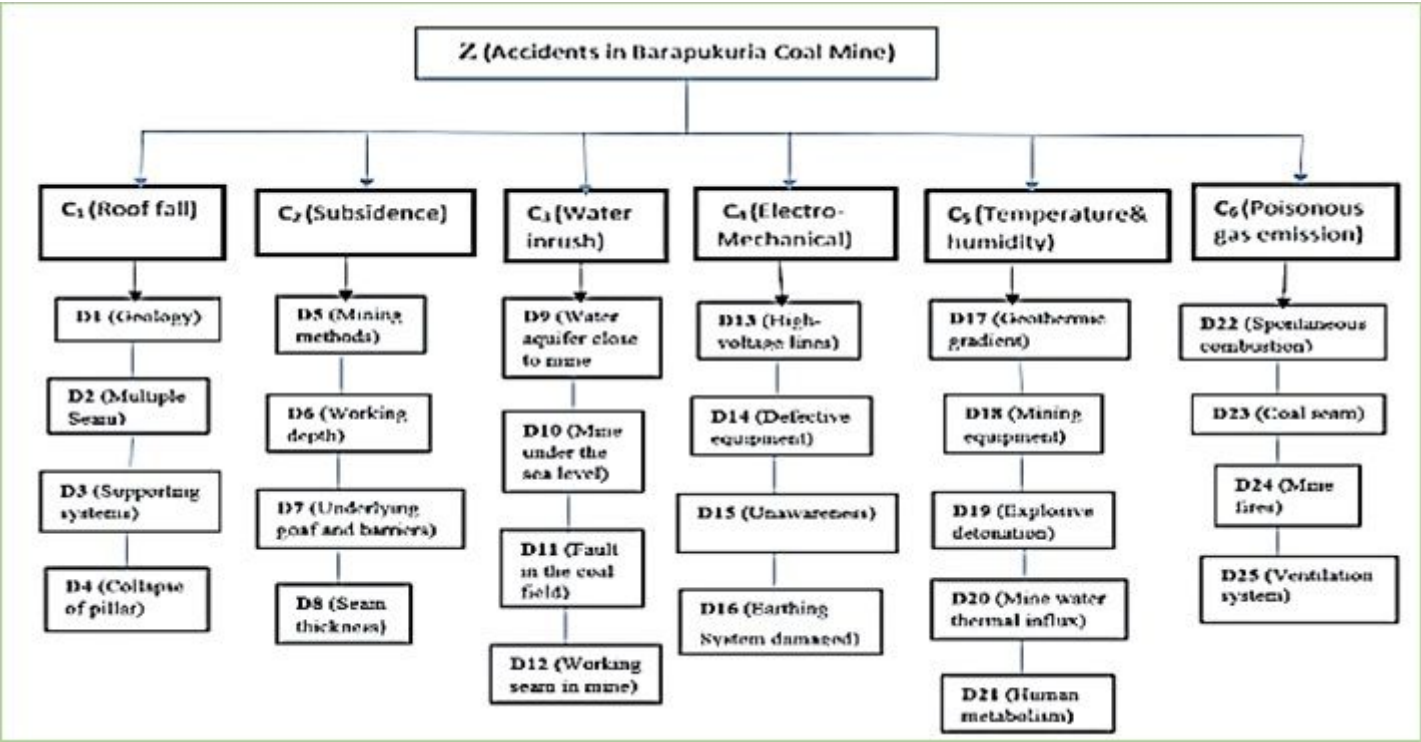 Z (Accidents in Barapukuria Coal Mine)
C₁ (Roof fall)
D1 (Geology)
D2 (Multiple
Seam)
D3 (Supporting
systems)
D4 (Collapse
of pillar)
C₂ (Subsidence)
D5 (Mining
methods)
D6 (Working
depth)
D7 (Underlying
goaf and barriers)
D8 (Seam
thickness)
C₃ (Water
inrush)
D9 (Water
aquifer close
to mine
D10 (Mine
under the
sea level)
D11 (Fault
in the coal
field)
D12 (Working
seam in mine)
C₄ (Electro-
Mechanical)
D13 (High-
voltage lines)
D14 (Defective
equipment)
D15 (Unawareness)
D16 (Earthing
System damaged)
C₅ (Temperature&
humidity)
D17 (Geothermic
gradient)
D18 (Mining
equipment)
D19 (Explosive
detonation)
D20 (Mine water
thermal influx)
D21 (Human
metabolism)
C₆ (Poisonous
gas emission)
D22 (Spontaneous
combustion)
D23 (Coal seam)
D24 (Mine
fires)
D25 (Ventilation
system)